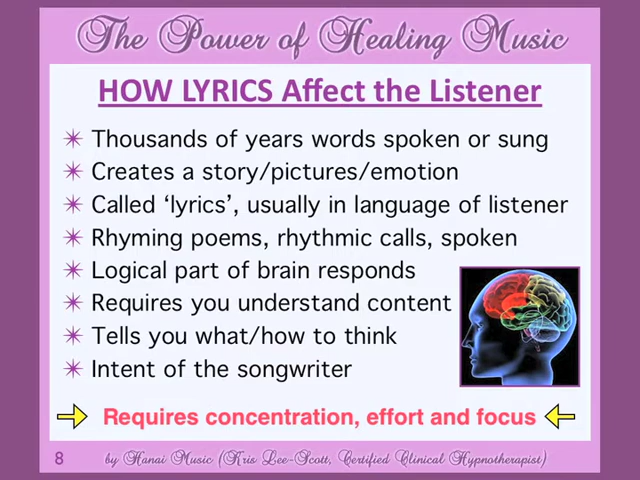 The Power of Healing Music
HOW LYRICS Affect the Listener
Thousands of years words spoken or sung
Creates a story/pictures/emotion
Called ‘lyrics’, usually in language of listener
Rhyming poems, rhythmic calls, spoken
Logical part of brain responds
Requires you understand content
Tells you what/how to think
Intent of the songwriter
Requires concentration, effort and focus
8 by Hanai Music (Kris Lee-Scott, Certified Clinical Hypnotherapist)